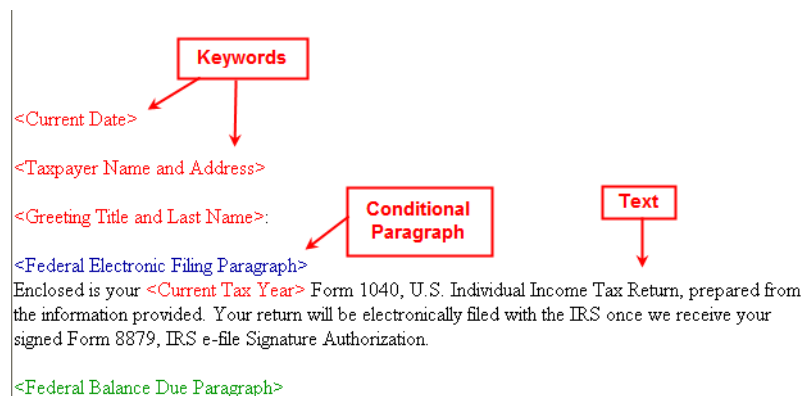 Keywords
<Current Date>
<Taxpayer Name and Address>
<Greeting Title and Last Name>:
Conditional
Paragraph
Text
<Federal Electronic Filing Paragraph>
Enclosed is your <Current Tax Year> Form 1040, U.S. Individual Income Tax Return, prepared from
the information provided. Your return will be electronically filed with the IRS once we receive your
signed Form 8879, IRS e-file Signature Authorization.
<Federal Balance Due Paragraph>